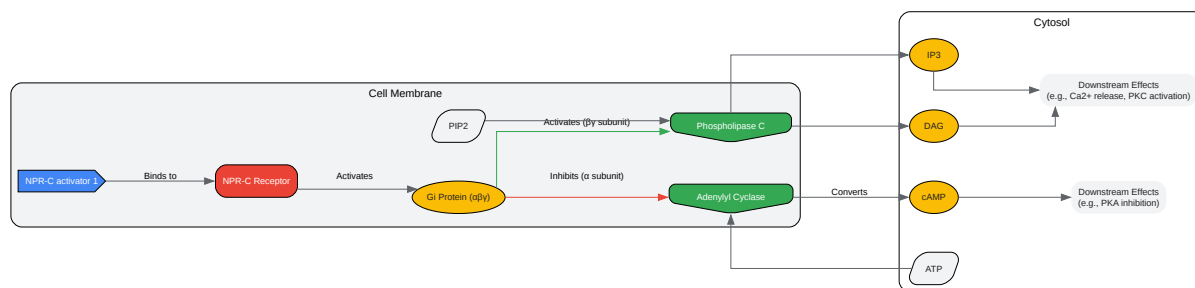 Cytosol
IP3
Downstream Effects
(e.g., Ca2+ release, PKC activation)
Cell Membrane
PIP2
Activates (βγ subunit)
Phospholipase C
DAG
NPR-C activator 1
Binds to
NPR-C Receptor
Activates
Gi Protein (αβγ)
Inhibits (α subunit)
Adenylyl Cyclase
Converts
cAMP
Downstream Effects
(e.g., PKA inhibition)
ATP